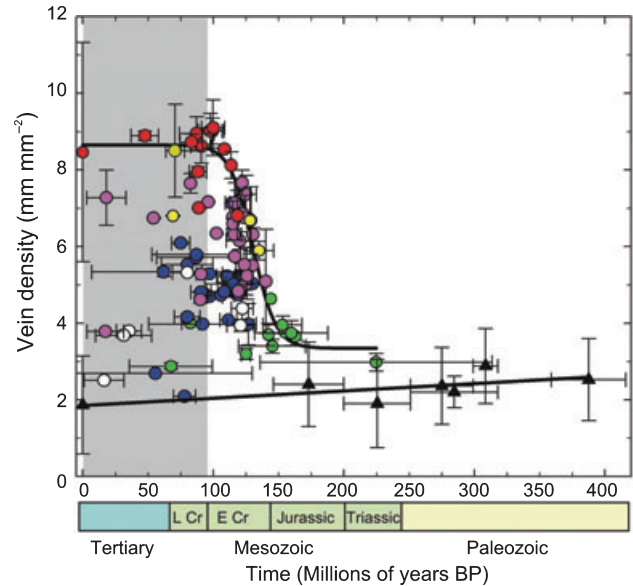 12
10
8
6
4
2
0
Vein density (mm mm⁻²)
0 50 100 150 200 250 300 350 400
L Cr E Cr Jurassic Triassic
Tertiary Mesozoic Paleozoic
Time (Millions of years BP)